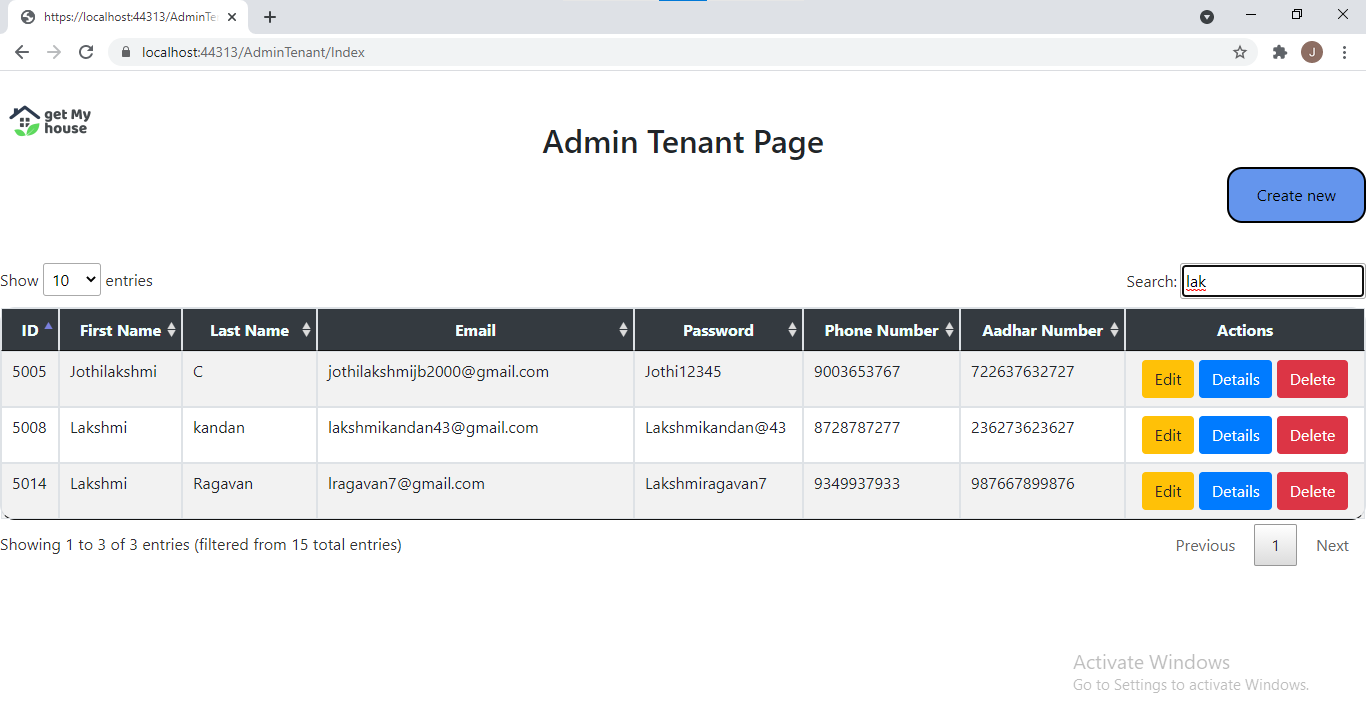 https://localhost:44313/AdminTe
localhost:44313/AdminTenant/Index
J
get My
house
Admin Tenant Page
Create new
Show 10 entries Search: lak
ID First Name Last Name Email Password Phone Number Aadhar Number Actions
5005 Jothilakshmi C jothilakshmijb2000@gmail.com Jothi12345 9003653767 722637632727 Edit Details Delete
5008 Lakshmi kandan lakshmikandan43@gmail.com Lakshmikandan@43 8728787277 236273623627 Edit Details Delete
5014 Lakshmi Ragavan lragavan7@gmail.com Lakshmiragavan7 9349937933 987667899876 Edit Details Delete
Showing 1 to 3 of 3 entries (filtered from 15 total entries) Previous 1 Next
Activate Windows
Go to Settings to activate Windows.